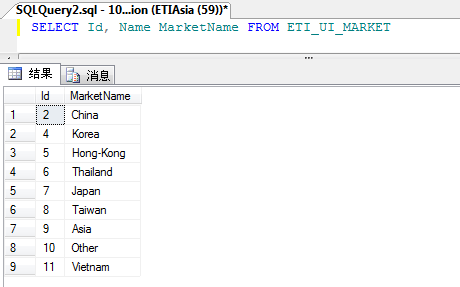 SQLQuery2.sql - 10...ion (ETIAsia (59))*
SELECT Id, Name MarketName FROM ETI_UI_MARKET
结果 消息
Id MarketName
1 2 China
2 4 Korea
3 5 Hong-Kong
4 6 Thailand
5 7 Japan
6 8 Taiwan
7 9 Asia
8 10 Other
9 11 Vietnam